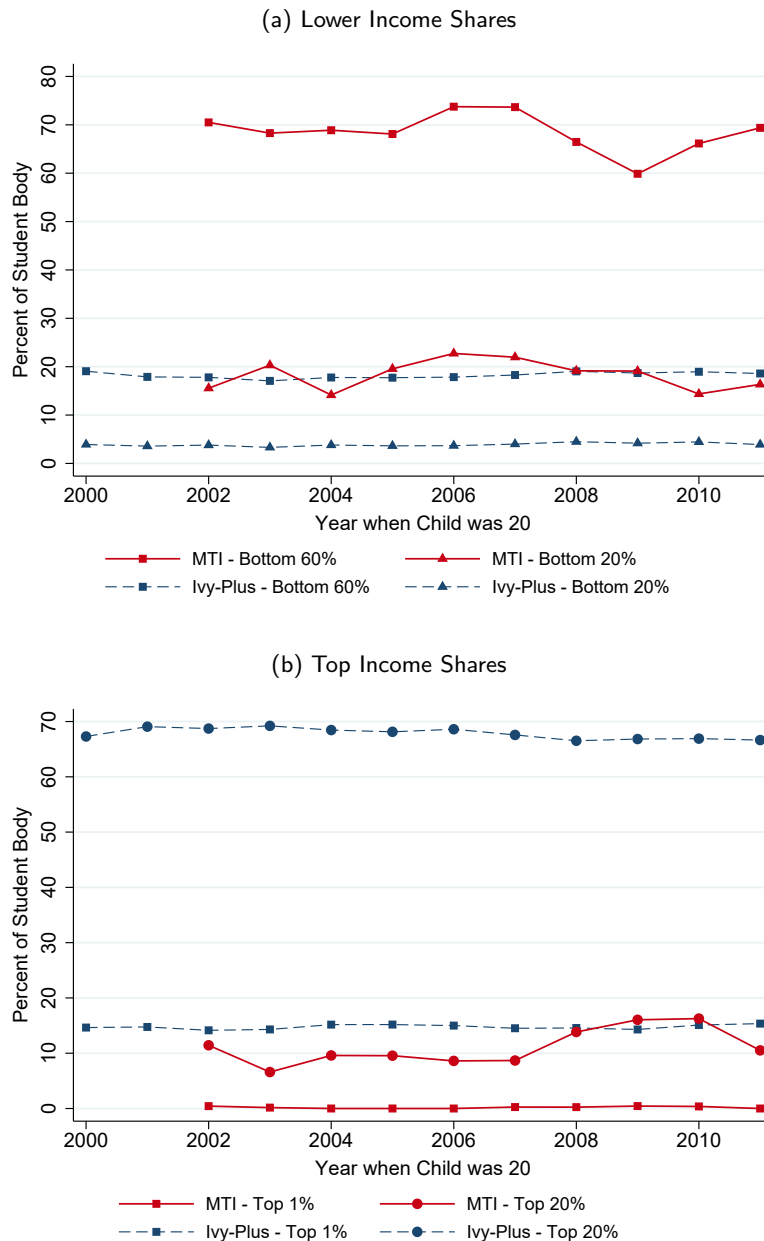 (a) Lower Income Shares
Percent of Student Body
80
70
60
50
40
30
20
10
0
2000 2002 2004 2006 2008 2010
Year when Child was 20
MTI - Bottom 60% MTI - Bottom 20%
Ivy-Plus - Bottom 60% Ivy-Plus - Bottom 20%
(b) Top Income Shares
Percent of Student Body
70
60
50
40
30
20
10
0
2000 2002 2004 2006 2008 2010
Year when Child was 20
MTI - Top 1% MTI - Top 20%
Ivy-Plus - Top 1% Ivy-Plus - Top 20%